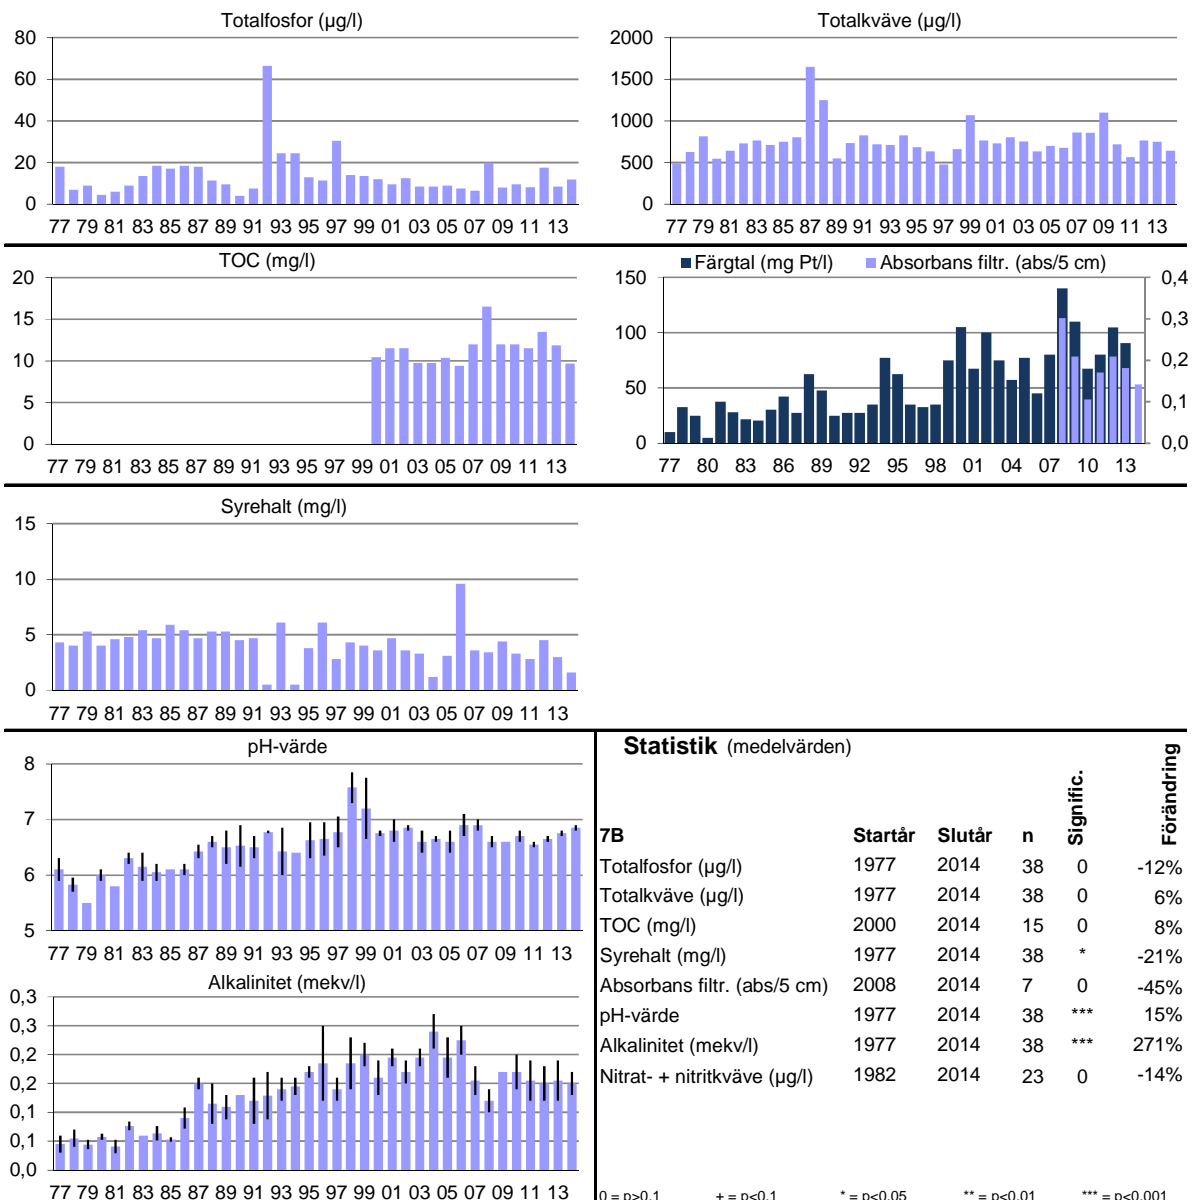 Totalfosfor (µg/l)
80
60
40
20
0
77 79 81 83 85 87 89 91 93 95 97 99 01 03 05 07 09 11 13
Totalkväve (µg/l)
2000
1500
1000
500
0
77 79 81 83 85 87 89 91 93 95 97 99 01 03 05 07 09 11 13
TOC (mg/l)
20
15
10
5
0
77 79 81 83 85 87 89 91 93 95 97 99 01 03 05 07 09 11 13
Färgtal (mg Pt/l) Absorbans filtr. (abs/5 cm)
150
100
50
0
0,4
0,3
0,2
0,1
0,0
77 80 83 86 89 92 95 98 01 04 07 10 13
Syrehalt (mg/l)
15
10
5
0
77 79 81 83 85 87 89 91 93 95 97 99 01 03 05 07 09 11 13
pH-värde
8
7
6
5
77 79 81 83 85 87 89 91 93 95 97 99 01 03 05 07 09 11 13
Alkalinitet (mekv/l)
0,3
0,3
0,2
0,2
0,1
0,1
0,0
77 79 81 83 85 87 89 91 93 95 97 99 01 03 05 07 09 11 13
Statistik (medelvärden)
7B Startår Slutår n Signific. Förändring
Totalfosfor (µg/l) 1977 2014 38 0 -12%
Totalkväve (µg/l) 1977 2014 38 0 6%
TOC (mg/l) 2000 2014 15 0 8%
Syrehalt (mg/l) 1977 2014 38 * -21%
Absorbans filtr. (abs/5 cm) 2008 2014 7 0 -45%
pH-värde 1977 2014 38 *** 15%
Alkalinitet (mekv/l) 1977 2014 38 *** 271%
Nitrat- + nitritkväve (µg/l) 1982 2014 23 0 -14%
0 = p>0,1 + = p<0,1 * = p<0,05 ** = p<0,01 *** = p<0,001